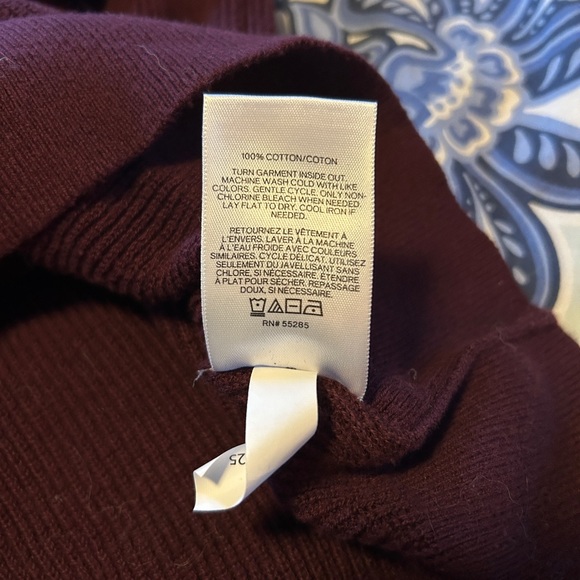 100% COTTON/COTON
TURN GARMENT INSIDE OUT.
MACHINE WASH COLD WITH LIKE
COLORS. GENTLE CYCLE. ONLY NON-
CHLORINE BLEACH WHEN NEEDED.
LAY FLAT TO DRY. COOL IRON IF
NEEDED.
RETOURNEZ LE VÊTEMENT À
L'ENVERS. LAVER À LA MACHINE
À L'EAU FROIDE AVEC COULEURS
SIMILAIRES. CYCLE DÉLICAT. UTILISEZ
SEULEMENT DU JAVELLISANT SANS
CHLORE, SI NÉCESSAIRE. ÉTENDRE
À PLAT POUR SÉCHER. REPASSAGE
DOUX, SI NÉCESSAIRE.
RN# 55285
25